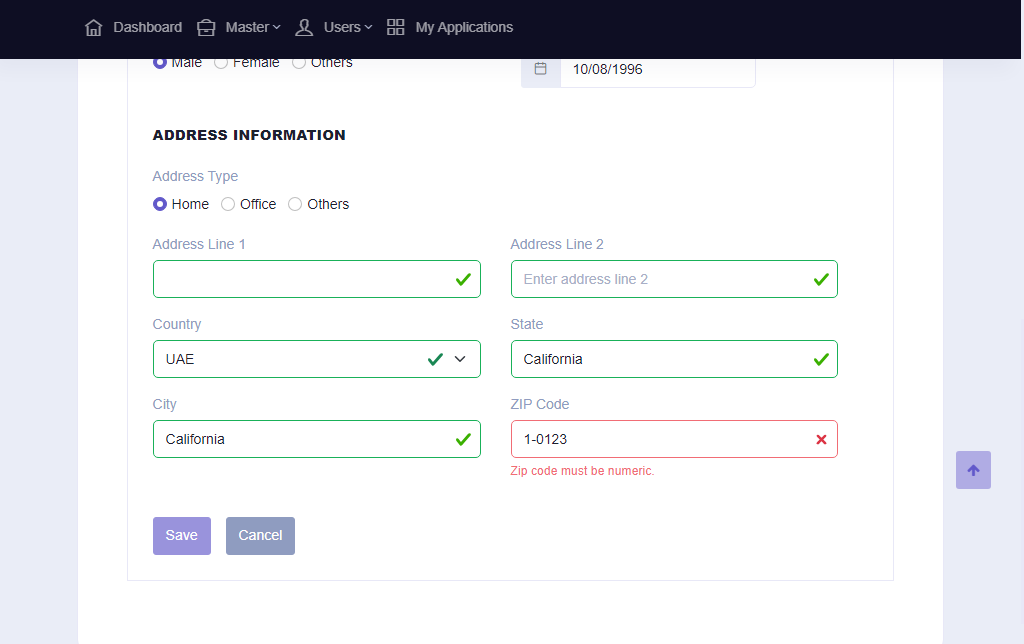 Dashboard Master Users My Applications
Male Female Others
10/08/1996
ADDRESS INFORMATION
Address Type
Home Office Others
Address Line 1 Address Line 2
Enter address line 2
Country State
UAE California
City ZIP Code
California 1-0123
Zip code must be numeric.
Save Cancel